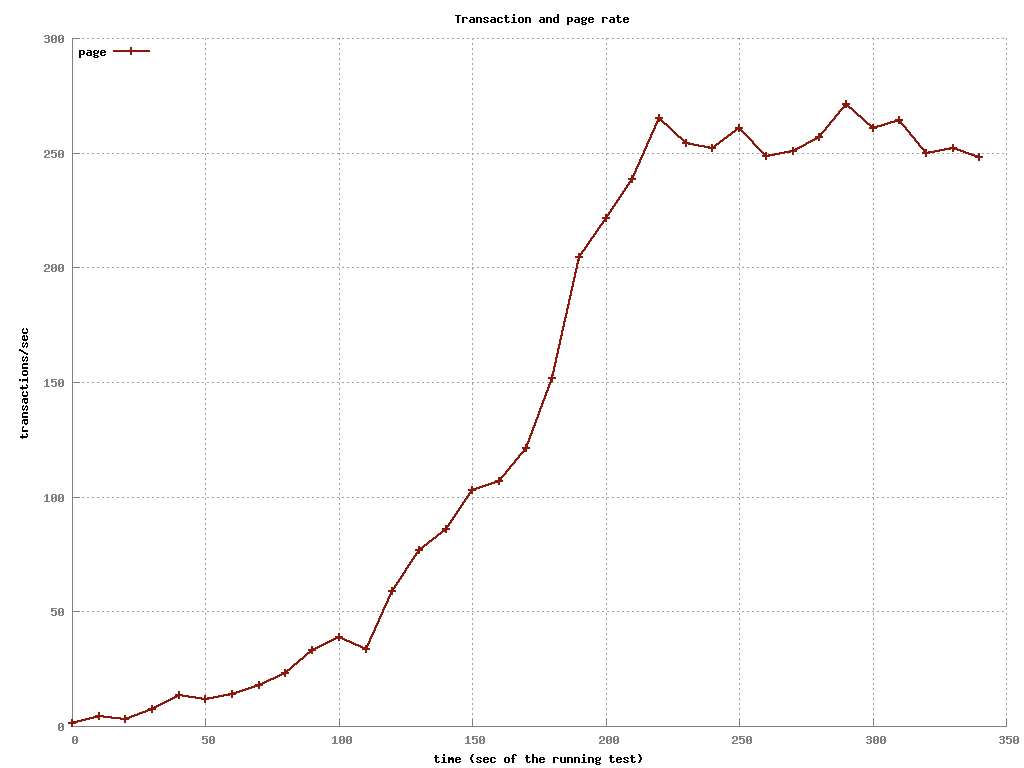 Transaction and page rate
page
300
250
200
150
100
50
0
transactions/sec
0 50 100 150 200 250 300 350
time (sec of the running test)